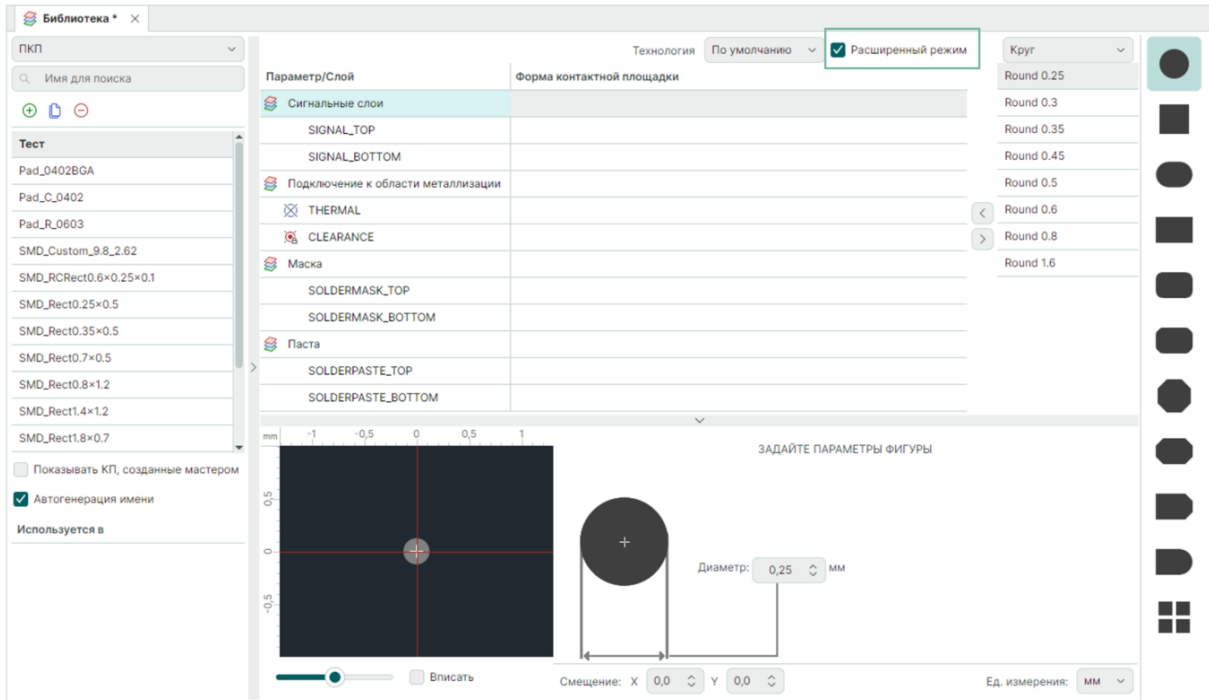 Библиотека *
ПКП
Имя для поиска
Тест
Pad_0402BGA
Pad_C_0402
Pad_R_0603
SMD_Custom_9.8_2.62
SMD_RCRect0.6×0.25×0.1
SMD_Rect0.25×0.5
SMD_Rect0.35×0.5
SMD_Rect0.7×0.5
SMD_Rect0.8×1.2
SMD_Rect1.4×1.2
SMD_Rect1.8×0.7
Показывать КП, созданные мастером
Автогенерация имени
Используется в
Технология По умолчанию Расширенный режим
Параметр/Слой Форма контактной площадки
Сигнальные слои
SIGNAL_TOP
SIGNAL_BOTTOM
Подключение к области металлизации
THERMAL
CLEARANCE
Маска
SOLDERMASK_TOP
SOLDERMASK_BOTTOM
Паста
SOLDERPASTE_TOP
SOLDERPASTE_BOTTOM
Круг
Round 0.25
Round 0.3
Round 0.35
Round 0.45
Round 0.5
Round 0.6
Round 0.8
Round 1.6
mm -1 -0,5 0 0,5 1
0,5
0
-0,5
Вписать
ЗАДАЙТЕ ПАРАМЕТРЫ ФИГУРЫ
Диаметр: 0,25 мм
Смещение: X 0,0 Y 0,0
Ед. измерения: мм